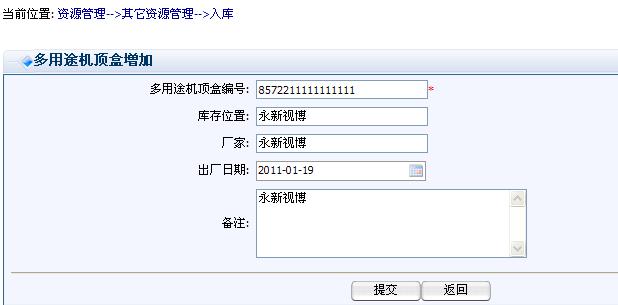 当前位置: 资源管理-->其它资源管理-->入库
多用途机顶盒增加
多用途机顶盒编号: 8572211111111111 *
库存位置: 永新视博
厂家: 永新视博
出厂日期: 2011-01-19
备注: 永新视博
提交 返回